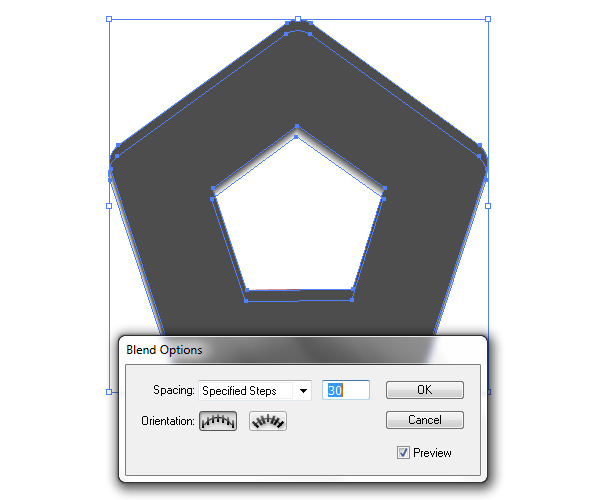 Blend Options
Spacing: Specified Steps 30 OK
Orientation: Cancel
Preview